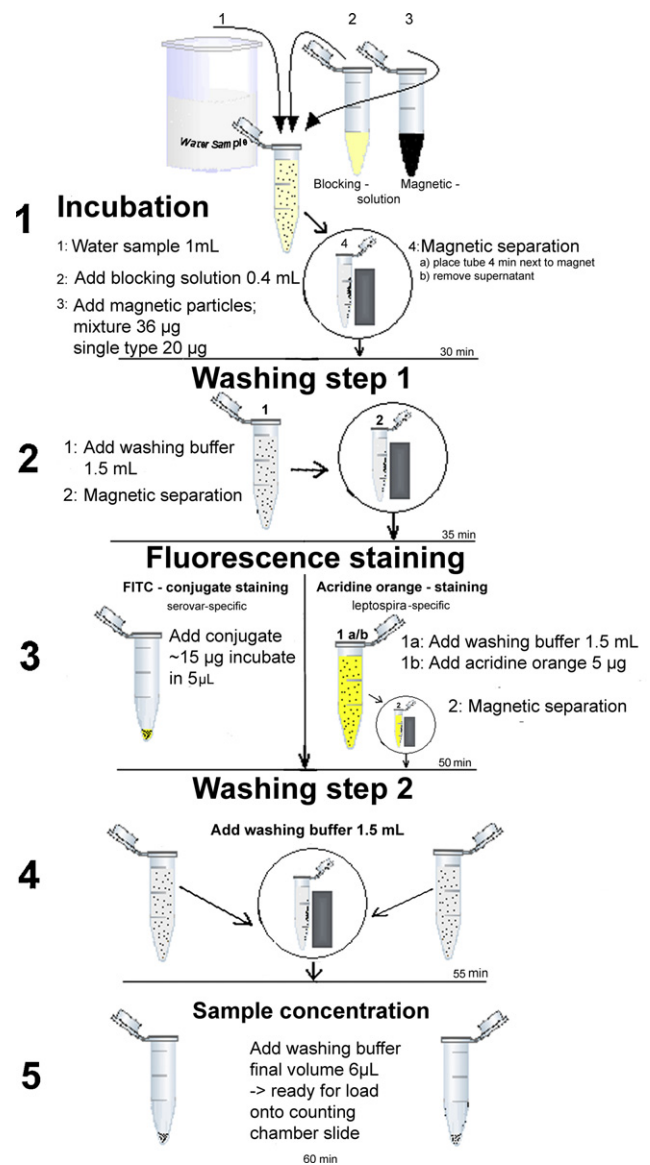 1
2
3
Water Sample
Blocking -
solution
Magnetic -
1 Incubation
1: Water sample 1mL
2: Add blocking solution 0.4 mL
3: Add magnetic particles;
mixture 36 µg
single type 20 µg
4
4: Magnetic separation
a) place tube 4 min next to magnet
b) remove supernatant
30 min
Washing step 1
2
1: Add washing buffer
1.5 mL
2: Magnetic separation
1
2
35 min
Fluorescence staining
FITC - conjugate staining
serovar-specific
Acridine orange - staining
leptospira-specific
3
Add conjugate
~15 µg incubate
in 5µL
1 a/b
1a: Add washing buffer 1.5 mL
1b: Add acridine orange 5 µg
2
2: Magnetic separation
50 min
Washing step 2
Add washing buffer 1.5 mL
4
55 min
Sample concentration
5
Add washing buffer
final volume 6µL
-> ready for load
onto counting
chamber slide
60 min